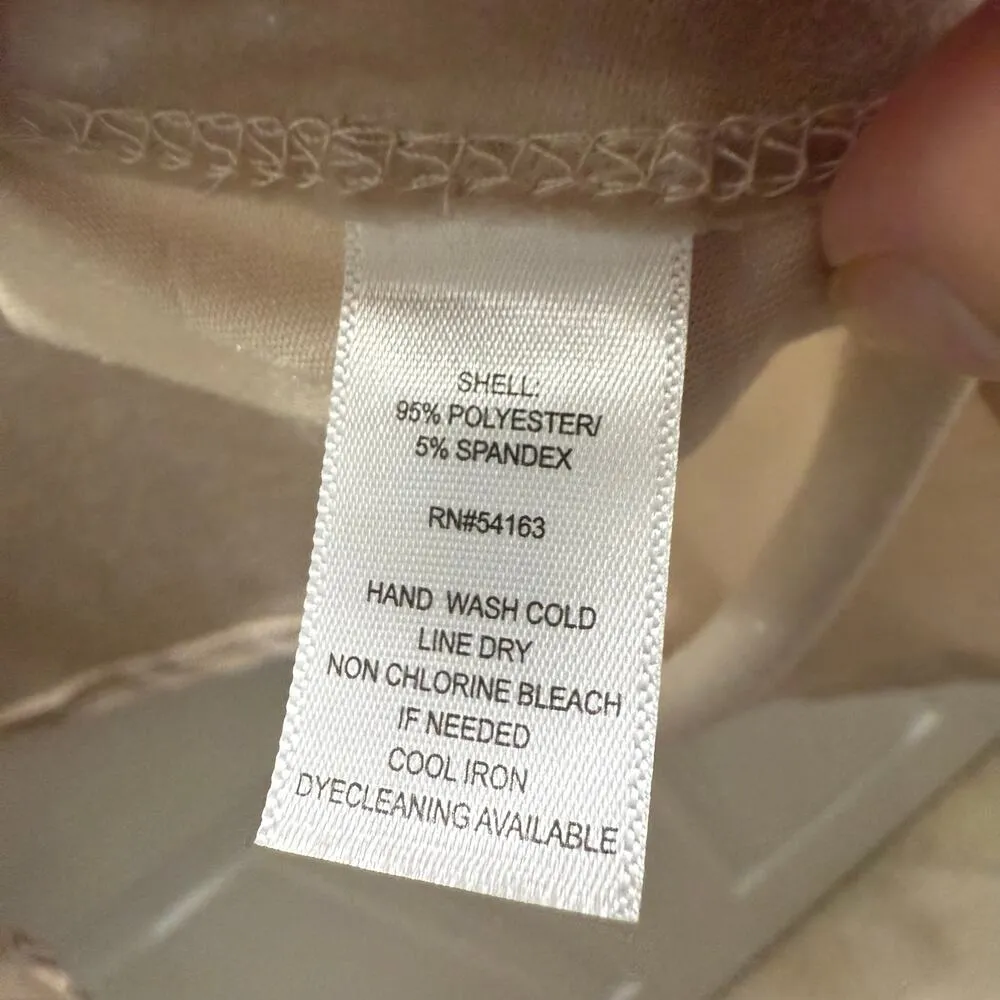 SHELL:
95% POLYESTER/
5% SPANDEX
RN#54163
HAND WASH COLD
LINE DRY
NON CHLORINE BLEACH
IF NEEDED
COOL IRON
DYECLEANING AVAILABLE